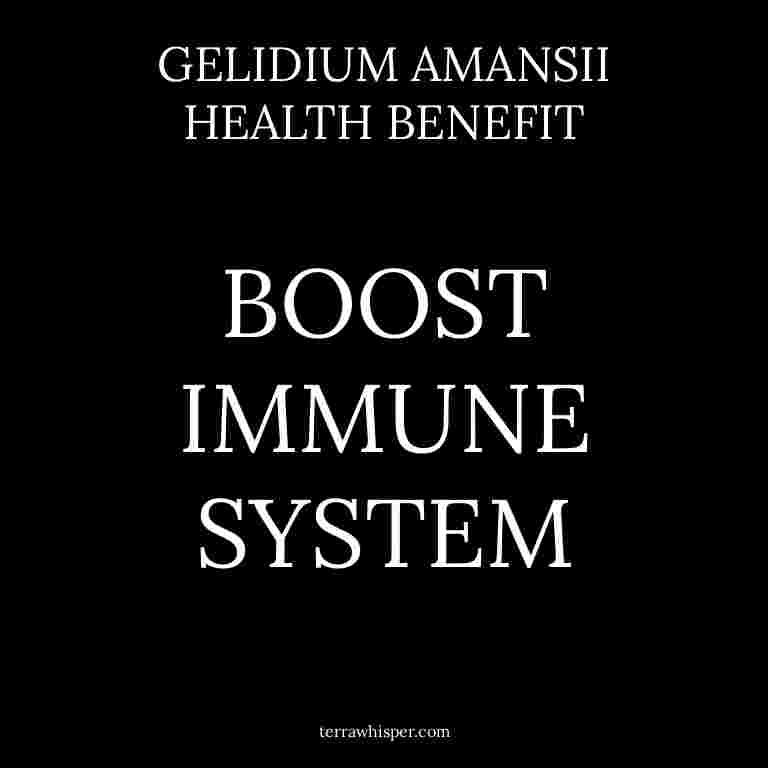 GELIDIUM AMANSII
HEALTH BENEFIT
BOOST
IMMUNE
SYSTEM
terrawhisper.com